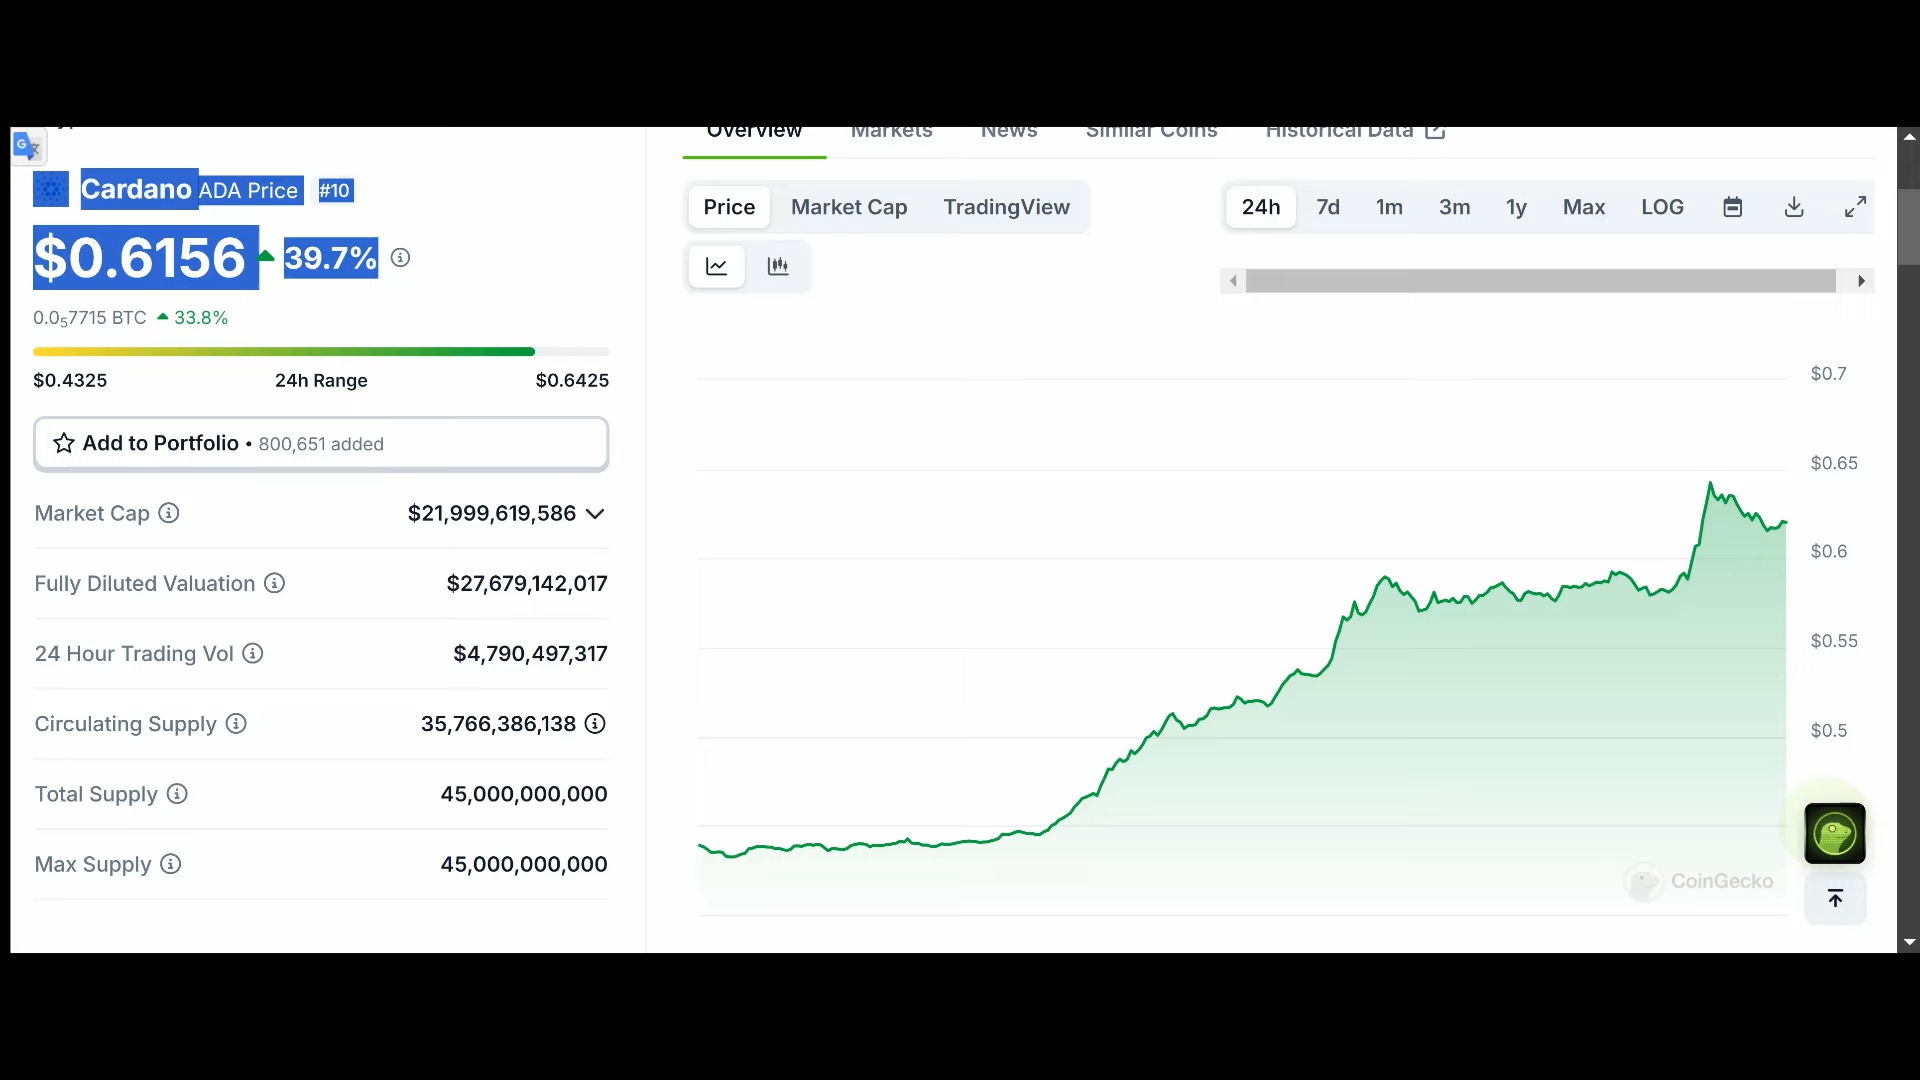 Overview Markets News Similar Coins Historical Data
Cardano ADA Price #10
$0.6156 39.7%
0.0₅7715 BTC 33.8%
$0.4325 24h Range $0.6425
Add to Portfolio • 800,651 added
Market Cap $21,999,619,586
Fully Diluted Valuation $27,679,142,017
24 Hour Trading Vol $4,790,497,317
Circulating Supply 35,766,386,138
Total Supply 45,000,000,000
Max Supply 45,000,000,000
Price Market Cap TradingView
24h 7d 1m 3m 1y Max LOG
$0.7
$0.65
$0.6
$0.55
$0.5
CoinGecko